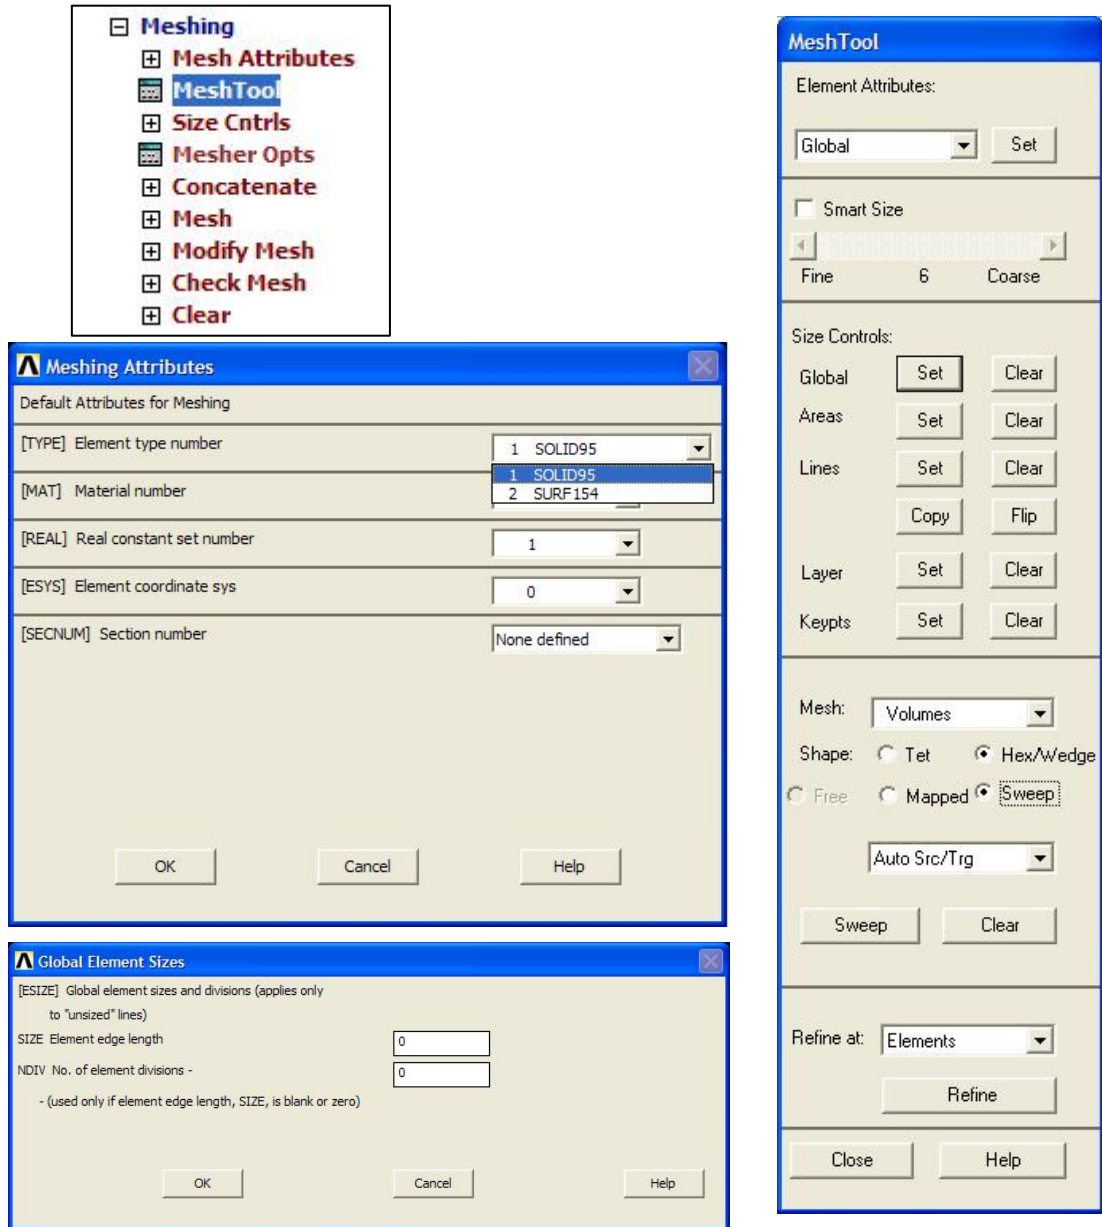 Meshing
Mesh Attributes
MeshTool
Size Cntrls
Mesher Opts
Concatenate
Mesh
Modify Mesh
Check Mesh
Clear
Meshing Attributes
Default Attributes for Meshing
[TYPE] Element type number 1 SOLID95
1 SOLID95
2 SURF154
[MAT] Material number
[REAL] Real constant set number 1
[ESYS] Element coordinate sys 0
[SECNUM] Section number None defined
OK Cancel Help
Global Element Sizes
[ESIZE] Global element sizes and divisions (applies only
to "unsized" lines)
SIZE Element edge length 0
NDIV No. of element divisions - 0
- (used only if element edge length, SIZE, is blank or zero)
OK Cancel Help
MeshTool
Element Attributes:
Global Set
Smart Size
Fine 6 Coarse
Size Controls:
Global Set Clear
Areas Set Clear
Lines Set Clear
Copy Flip
Layer Set Clear
Keypts Set Clear
Mesh: Volumes
Shape: Tet Hex/Wedge
Free Mapped Sweep
Auto Src/Trg
Sweep Clear
Refine at: Elements
Refine
Close Help